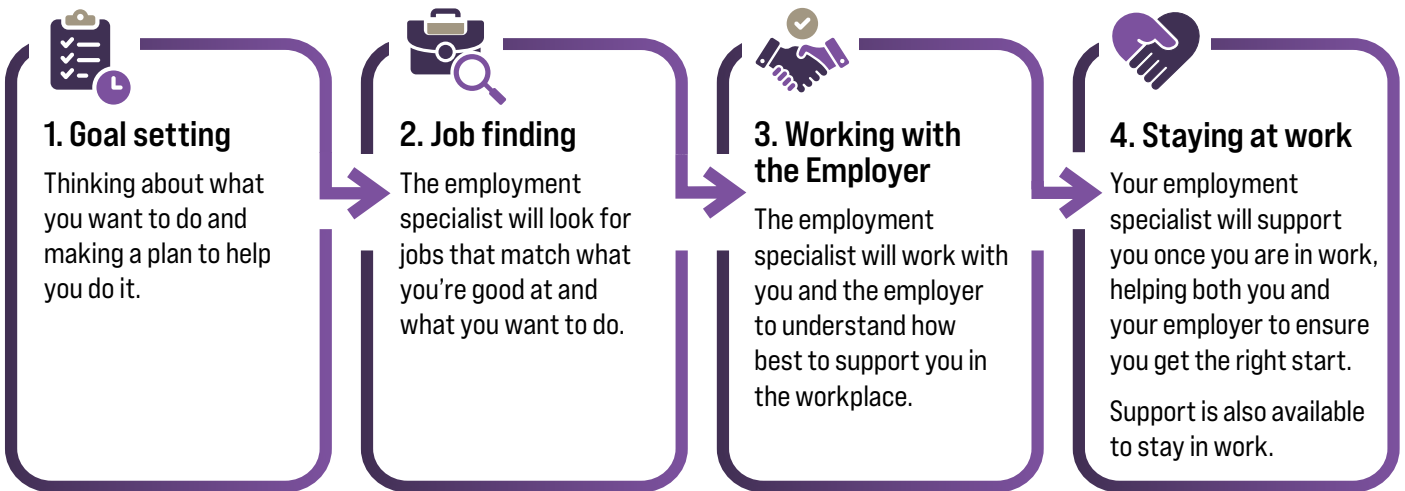 1. Goal setting
Thinking about what
you want to do and
making a plan to help
you do it.
2. Job finding
The employment
specialist will look for
jobs that match what
you're good at and
what you want to do.
3. Working with
the Employer
The employment
specialist will work with
you and the employer
to understand how
best to support you in
the workplace.
4. Staying at work
Your employment
specialist will support
you once you are in work,
helping both you and
your employer to ensure
you get the right start.
Support is also available
to stay in work.